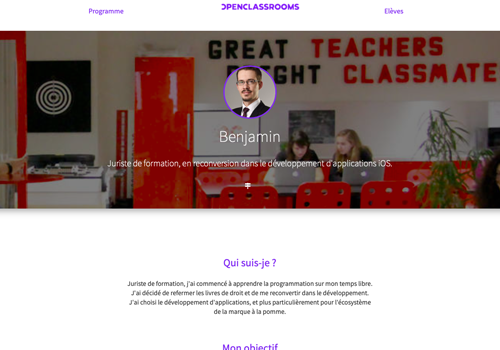 Programme
OPENCLASSROOMS
Elèves
GREAT TEACHERS
BRIGHT CLASSMATE
Benjamin
Juriste de formation, en reconversion dans le développement d'applications iOS.
Qui suis-je ?
Juriste de formation, j'ai commencé à apprendre la programmation sur mon temps libre.
J'ai décidé de refermer les livres de droit et de me reconvertir dans le développement.
J'ai choisi le développement d'applications, et plus particulièrement pour l'écosystème
de la marque à la pomme.
Mon objectif